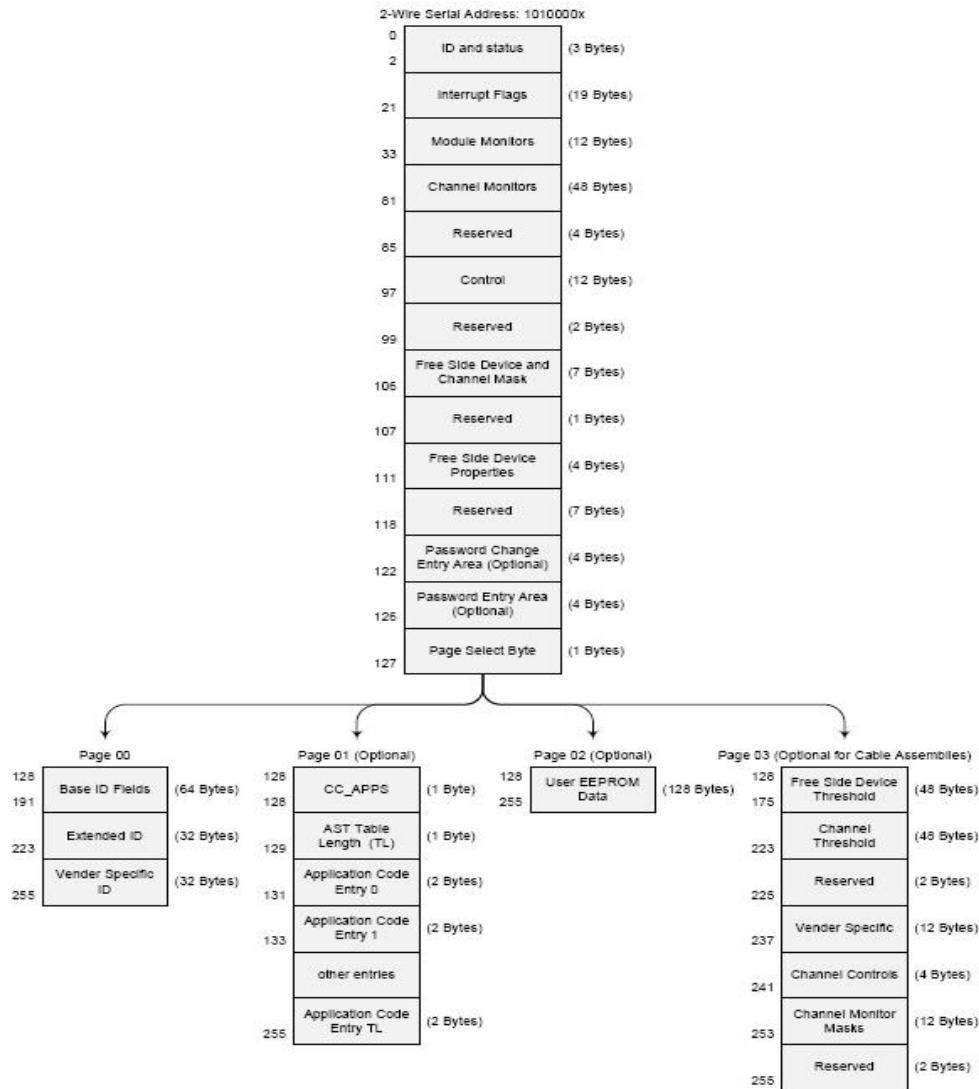 2-Wire Serial Address: 1010000x
0
ID and status (3 Bytes)
2
Interrupt Flags (19 Bytes)
21
Module Monitors (12 Bytes)
33
Channel Monitors (48 Bytes)
81
Reserved (4 Bytes)
85
Control (12 Bytes)
97
Reserved (2 Bytes)
99
Free Side Device and
Channel Mask (7 Bytes)
106
Reserved (1 Bytes)
107
Free Side Device
Properties (4 Bytes)
111
Reserved (7 Bytes)
118
Password Change
Entry Area (Optional) (4 Bytes)
122
Password Entry Area
(Optional) (4 Bytes)
126
Page Select Byte (1 Bytes)
127
Page 00
128
Base ID Fields (64 Bytes)
191
Extended ID (32 Bytes)
223
Vender Specific
ID (32 Bytes)
255
Page 01 (Optional)
128
CC_APPS (1 Byte)
128
AST Table
Length (TL) (1 Byte)
129
Application Code
Entry 0 (2 Bytes)
131
Application Code
Entry 1 (2 Bytes)
133
other entries
Application Code
Entry TL (2 Bytes)
255
Page 02 (Optional)
128
User EEPROM
Data (128 Bytes)
255
Page 03 (Optional for Cable Assemblies)
128
Free Side Device
Threshold (48 Bytes)
175
Channel
Threshold (48 Bytes)
223
Reserved (2 Bytes)
225
Vender Specific (12 Bytes)
237
Channel Controls (4 Bytes)
241
Channel Monitor
Masks (12 Bytes)
253
Reserved (2 Bytes)
255